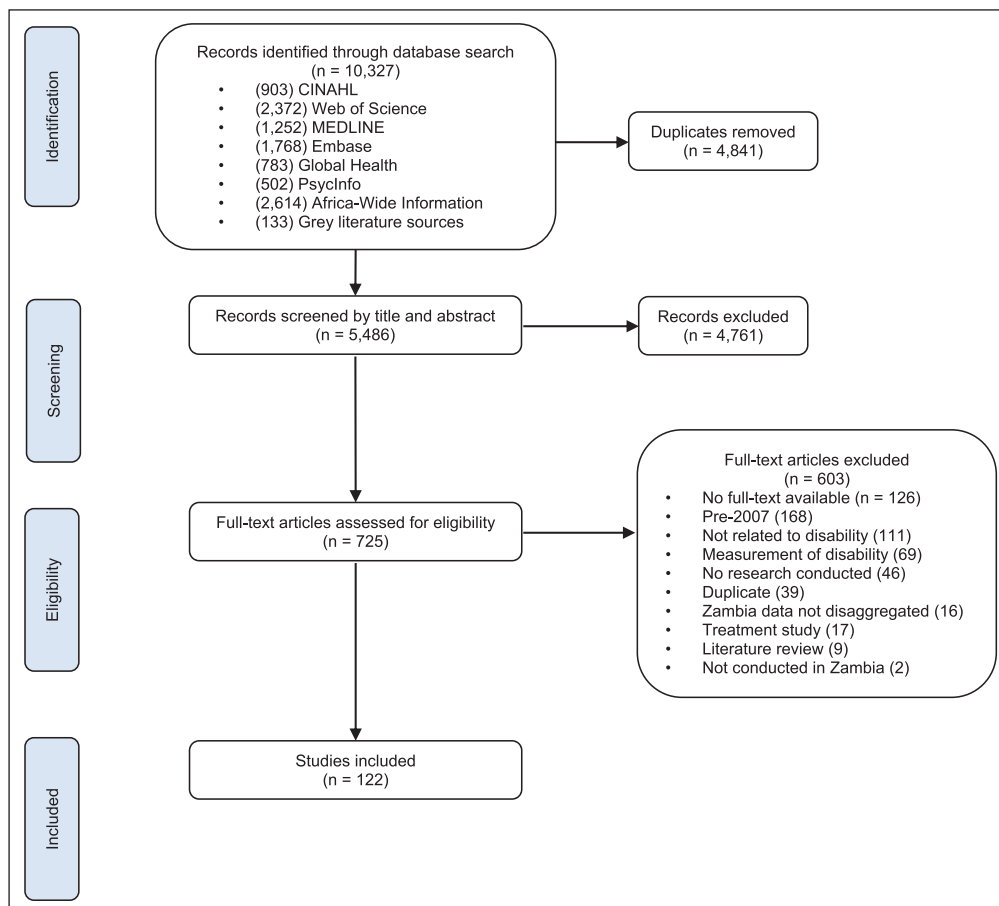 Identification
Records identified through database search
(n = 10,327)
• (903) CINAHL
• (2,372) Web of Science
• (1,252) MEDLINE
• (1,768) Embase
• (783) Global Health
• (502) PsycInfo
• (2,614) Africa-Wide Information
• (133) Grey literature sources
Duplicates removed
(n = 4,841)
Screening
Records screened by title and abstract
(n = 5,486)
Records excluded
(n = 4,761)
Eligibility
Full-text articles assessed for eligibility
(n = 725)
Full-text articles excluded
(n = 603)
• No full-text available (n = 126)
• Pre-2007 (168)
• Not related to disability (111)
• Measurement of disability (69)
• No research conducted (46)
• Duplicate (39)
• Zambia data not disaggregated (16)
• Treatment study (17)
• Literature review (9)
• Not conducted in Zambia (2)
Included
Studies included
(n = 122)